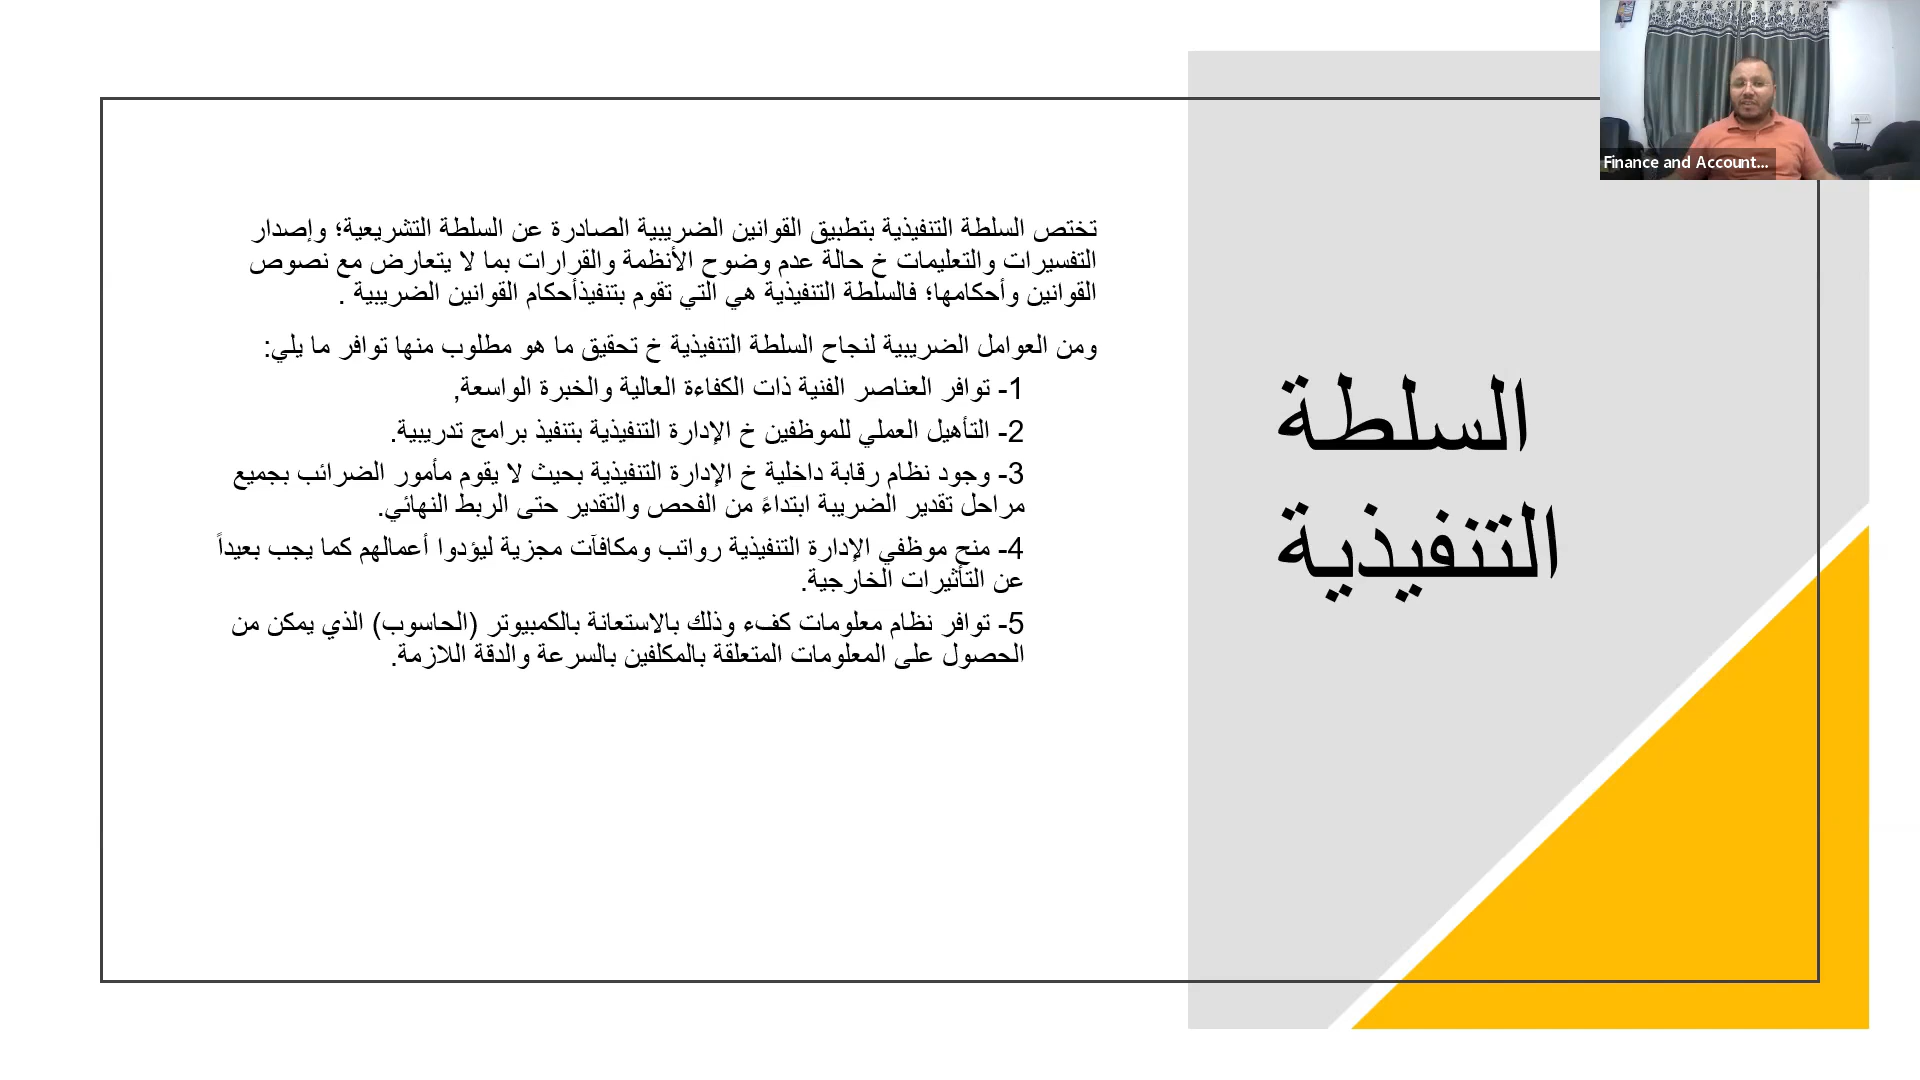 السلطة
التنفيذية
تختص السلطة التنفيذية بتطبيق القوانين الضريبية الصادرة عن السلطة التشريعية؛ وإصدار
التفسيرات والتعليمات خ حالة عدم وضوح الأنظمة والقرارات بما لا يتعارض مع نصوص
القوانين وأحكامها؛ فالسلطة التنفيذية هي التي تقوم بتنفيذأحكام القوانين الضريبية .
ومن العوامل الضريبية لنجاح السلطة التنفيذية خ تحقيق ما هو مطلوب منها توافر ما يلي:
1- توافر العناصر الفنية ذات الكفاءة العالية والخبرة الواسعة,
2- التأهيل العملي للموظفين خ الإدارة التنفيذية بتنفيذ برامج تدريبية.
3- وجود نظام رقابة داخلية خ الإدارة التنفيذية بحيث لا يقوم مأمور الضرائب بجميع
مراحل تقدير الضريبة ابتداءً من الفحص والتقدير حتى الربط النهائي.
4- منح موظفي الإدارة التنفيذية رواتب ومكافآت مجزية ليؤدوا أعمالهم كما يجب بعيداً
عن التأثيرات الخارجية.
5- توافر نظام معلومات كفء وذلك بالاستعانة بالكمبيوتر (الحاسوب) الذي يمكن من
الحصول على المعلومات المتعلقة بالمكلفين بالسرعة والدقة اللازمة.
Finance and Account...